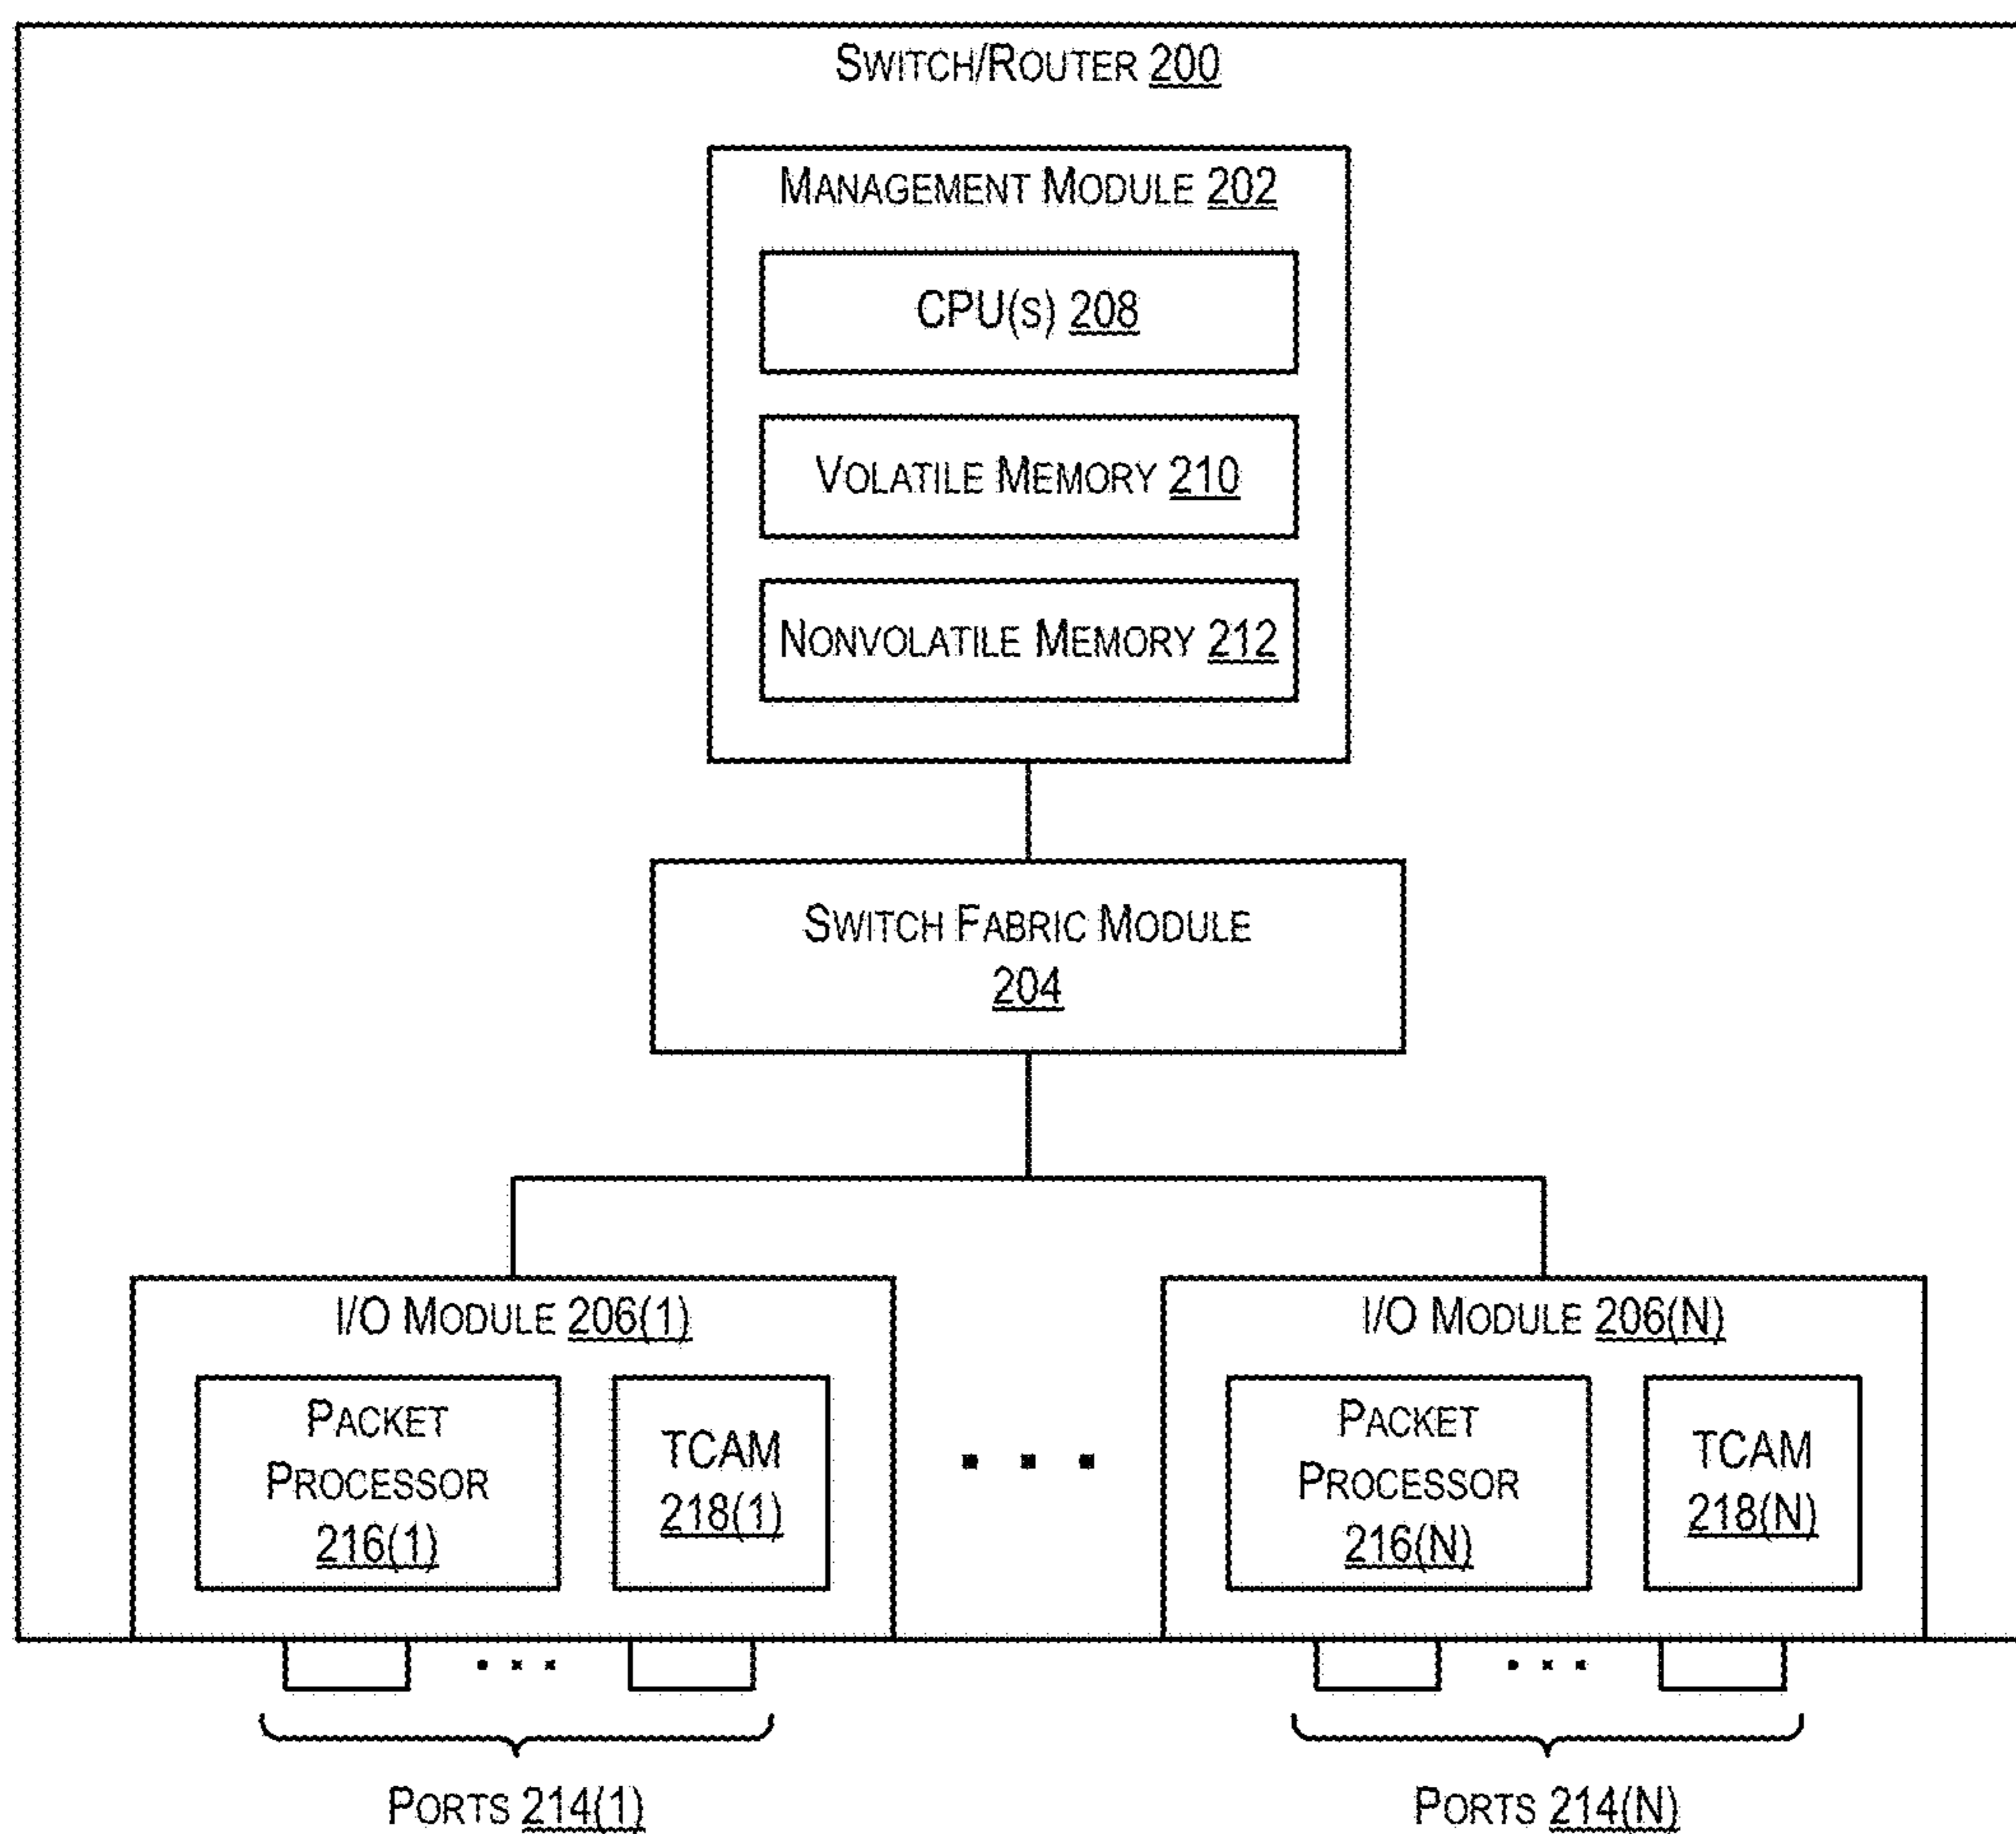 SWITCH/ROUTER 200
MANAGEMENT MODULE 202
CPU(S) 208
VOLATILE MEMORY 210
NONVOLATILE MEMORY 212
SWITCH FABRIC MODULE
204
I/O MODULE 206(1)
PACKET
PROCESSOR
216(1)
TCAM
218(1)
I/O MODULE 206(N)
PACKET
PROCESSOR
216(N)
TCAM
218(N)
PORTS 214(1)
PORTS 214(N)